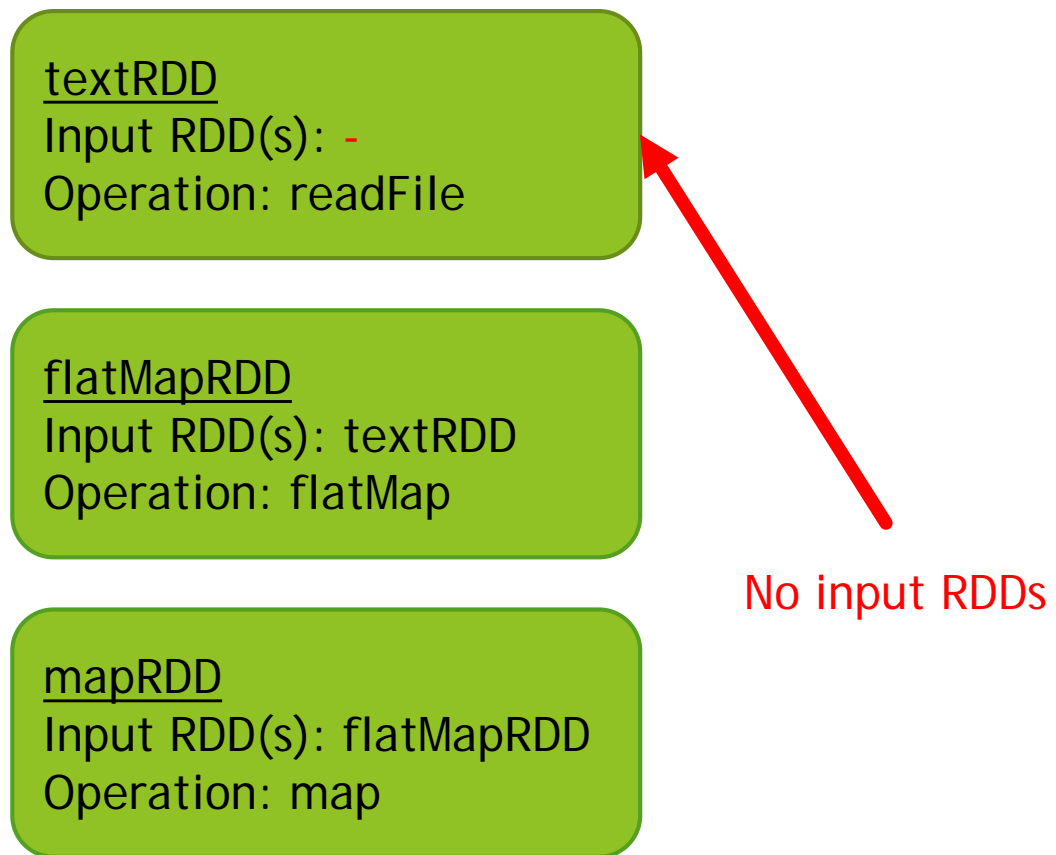 textRDD
Input RDD(s): -
Operation: readFile
flatMapRDD
Input RDD(s): textRDD
Operation: flatMap
No input RDDs
mapRDD
Input RDD(s): flatMapRDD
Operation: map